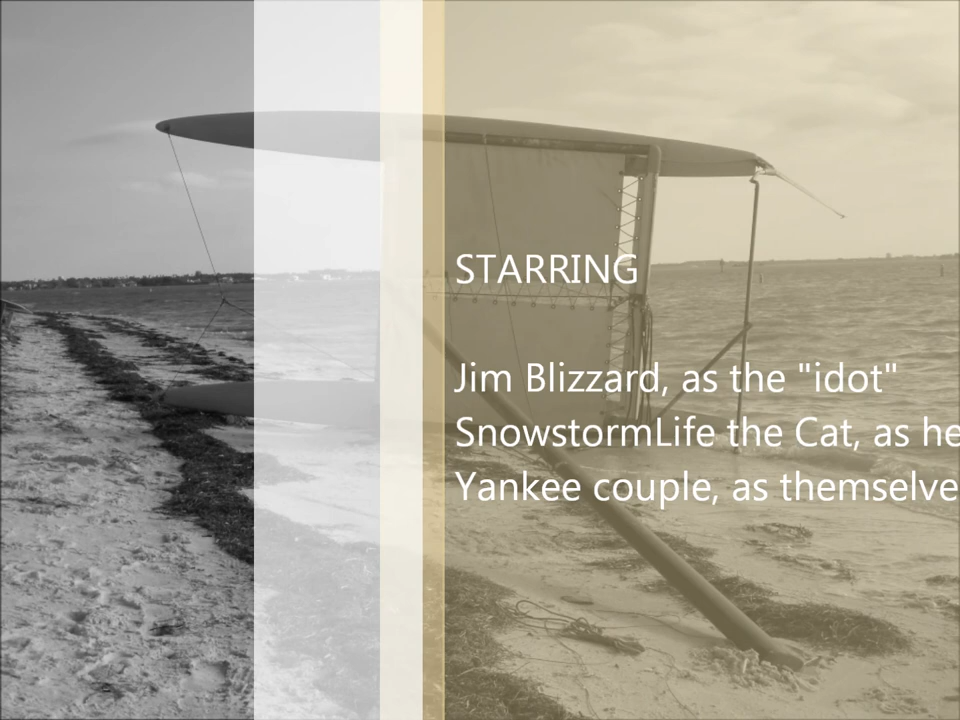 STARRING
Jim Blizzard, as the "idot"
SnowstormLife the Cat, as he
Yankee couple, as themselve